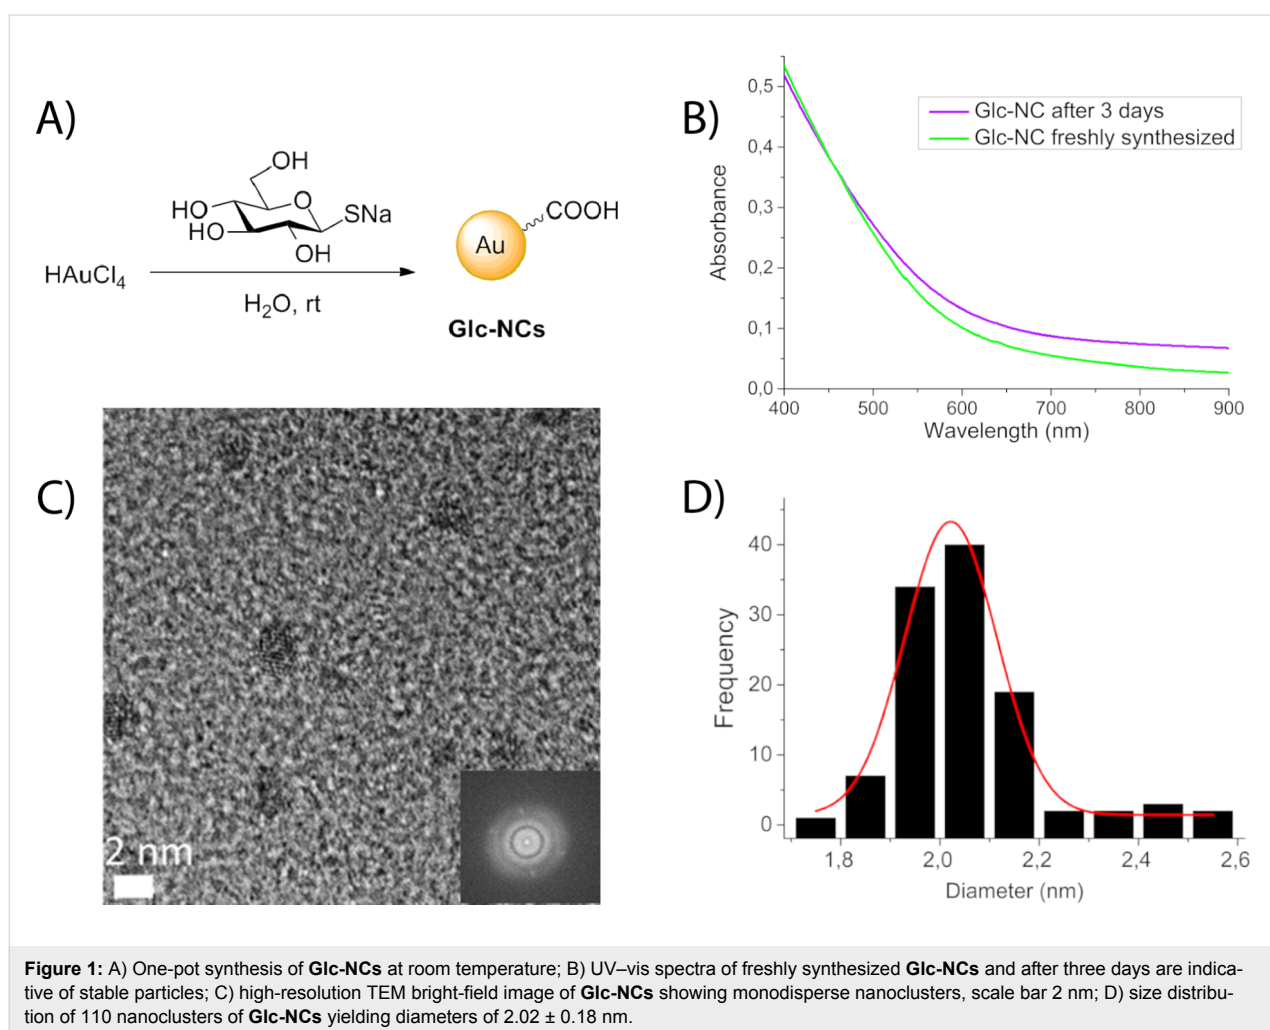 A)
OH
HO
O
SNa
HO
OH
HAuCl4
H2O, rt
COOH
Au
Glc-NCs
B)
0,5
0,4
0,3
0,2
0,1
0,0
Absorbance
Glc-NC after 3 days
Glc-NC freshly synthesized
400 500 600 700 800 900
Wavelength (nm)
C)
2 nm
D)
40
30
20
10
0
Frequency
1,8 2,0 2,2 2,4 2,6
Diameter (nm)
Figure 1: A) One-pot synthesis of Glc-NCs at room temperature; B) UV–vis spectra of freshly synthesized Glc-NCs and after three days are indica-
tive of stable particles; C) high-resolution TEM bright-field image of Glc-NCs showing monodisperse nanoclusters, scale bar 2 nm; D) size distribu-
tion of 110 nanoclusters of Glc-NCs yielding diameters of 2.02 ± 0.18 nm.